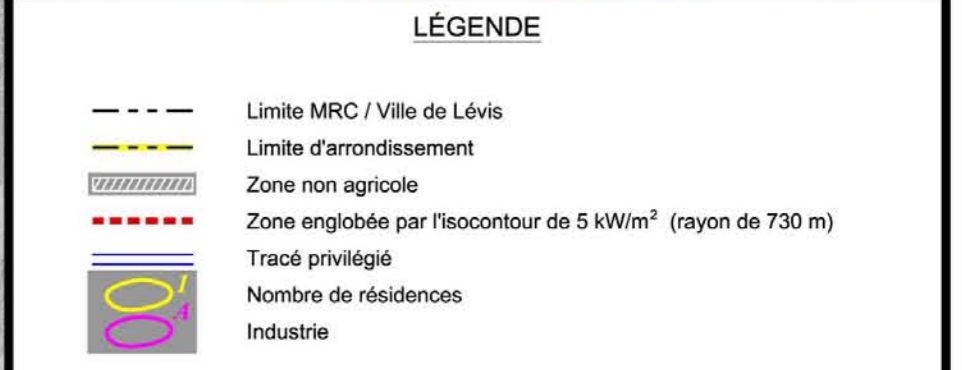 LÉGENDE
Limite MRC / Ville de Lévis
Limite d'arrondissement
Zone non agricole
Zone englobée par l'isocontour de 5 kW/m² (rayon de 730 m)
Tracé privilégié
1 Nombre de résidences
A Industrie